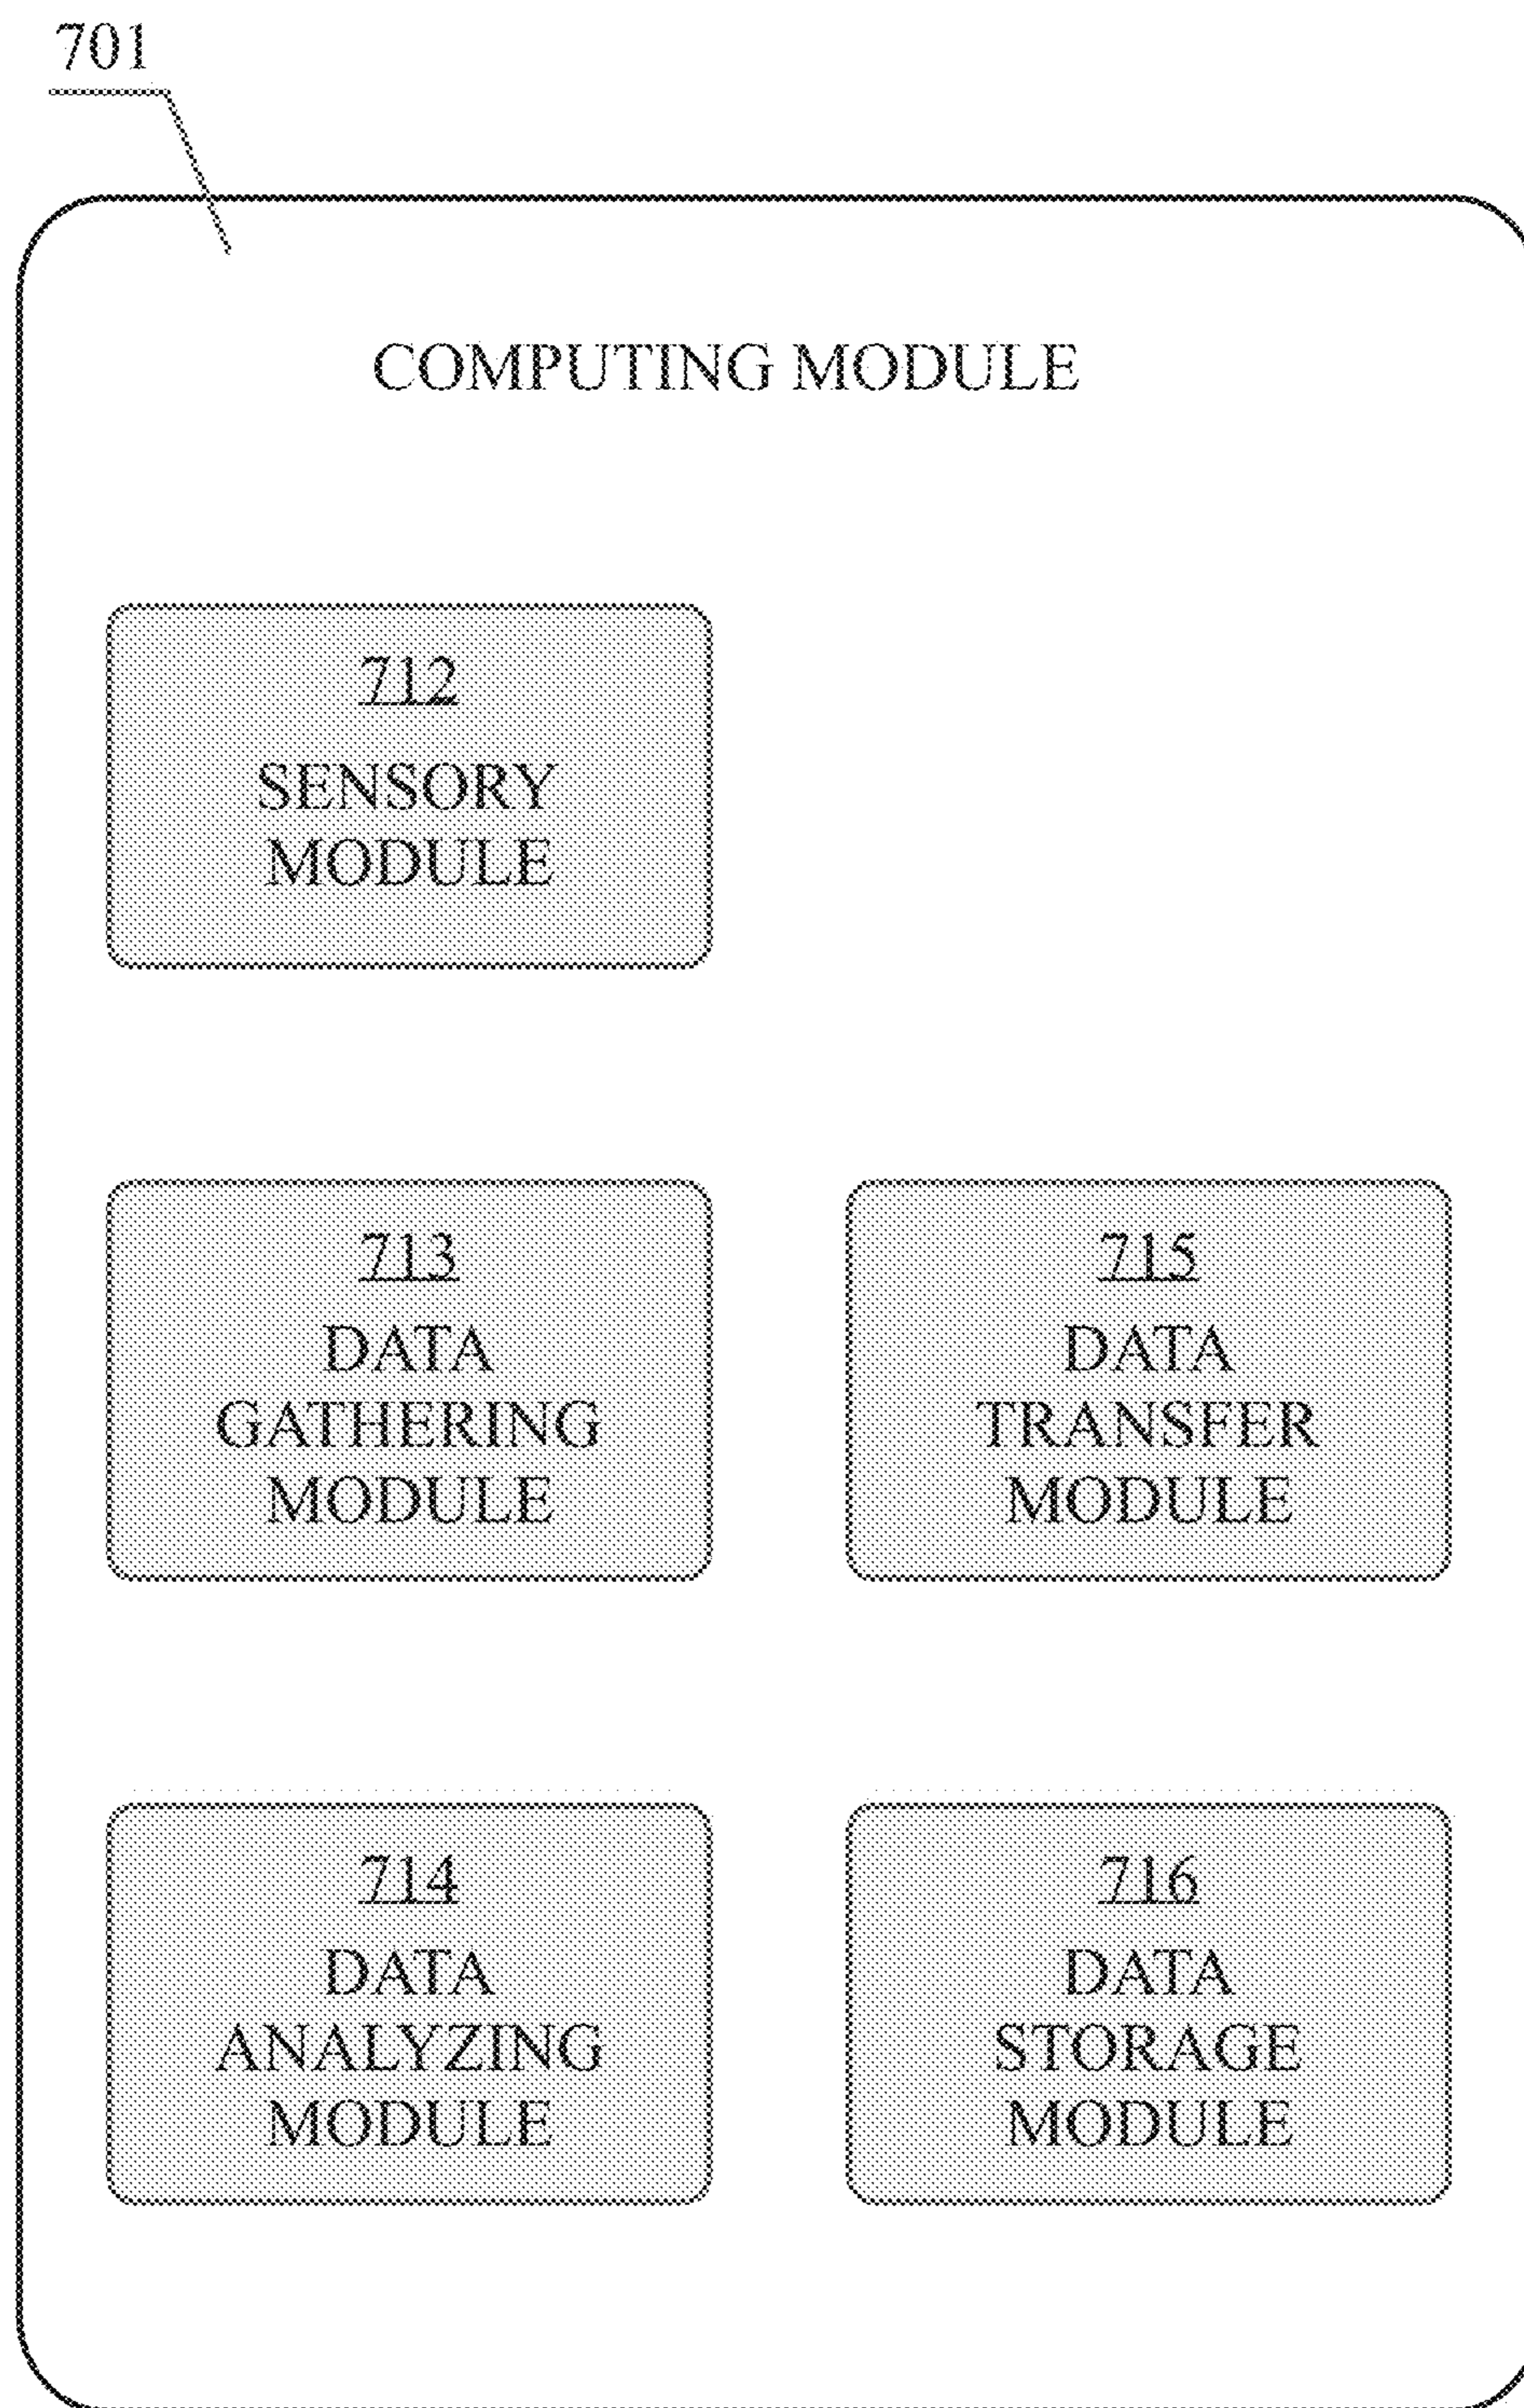 701
COMPUTING MODULE
712
SENSORY
MODULE
713
DATA
GATHERING
MODULE
715
DATA
TRANSFER
MODULE
714
DATA
ANALYZING
MODULE
716
DATA
STORAGE
MODULE